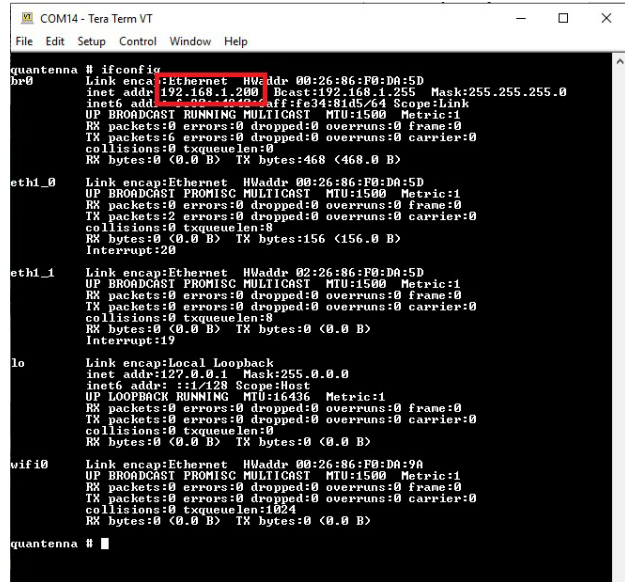 COM14 - Tera Term VT
File Edit Setup Control Window Help
quantenna # ifconfig
br0 Link encap:Ethernet HWaddr 00:26:86:F0:DA:5D
inet addr:192.168.1.200 Bcast:192.168.1.255 Mask:255.255.255.0
inet6 addr: :6aff:fe34:81d5/64 Scope:Link
UP BROADCAST RUNNING MULTICAST MTU:1500 Metric:1
RX packets:0 errors:0 dropped:0 overruns:0 frame:0
TX packets:6 errors:0 dropped:0 overruns:0 carrier:0
collisions:0 txqueuelen:0
RX bytes:0 (0.0 B) TX bytes:468 (468.0 B)
eth1_0 Link encap:Ethernet HWaddr 00:26:86:F0:DA:5D
UP BROADCAST PROMISC MULTICAST MTU:1500 Metric:1
RX packets:0 errors:0 dropped:0 overruns:0 frame:0
TX packets:2 errors:0 dropped:0 overruns:0 carrier:0
collisions:0 txqueuelen:8
RX bytes:0 (0.0 B) TX bytes:156 (156.0 B)
Interrupt:20
eth1_1 Link encap:Ethernet HWaddr 02:26:86:F0:DA:5D
UP BROADCAST PROMISC MULTICAST MTU:1500 Metric:1
RX packets:0 errors:0 dropped:0 overruns:0 frame:0
TX packets:0 errors:0 dropped:0 overruns:0 carrier:0
collisions:0 txqueuelen:8
RX bytes:0 (0.0 B) TX bytes:0 (0.0 B)
Interrupt:19
lo Link encap:Local Loopback
inet addr:127.0.0.1 Mask:255.0.0.0
inet6 addr: ::1/128 Scope:Host
UP LOOPBACK RUNNING MTU:16436 Metric:1
RX packets:0 errors:0 dropped:0 overruns:0 frame:0
TX packets:0 errors:0 dropped:0 overruns:0 carrier:0
collisions:0 txqueuelen:0
RX bytes:0 (0.0 B) TX bytes:0 (0.0 B)
wifi0 Link encap:Ethernet HWaddr 00:26:86:F0:DA:9A
UP BROADCAST PROMISC MULTICAST MTU:1500 Metric:1
RX packets:0 errors:0 dropped:0 overruns:0 frame:0
TX packets:0 errors:0 dropped:0 overruns:0 carrier:0
collisions:0 txqueuelen:1024
RX bytes:0 (0.0 B) TX bytes:0 (0.0 B)
quantenna #